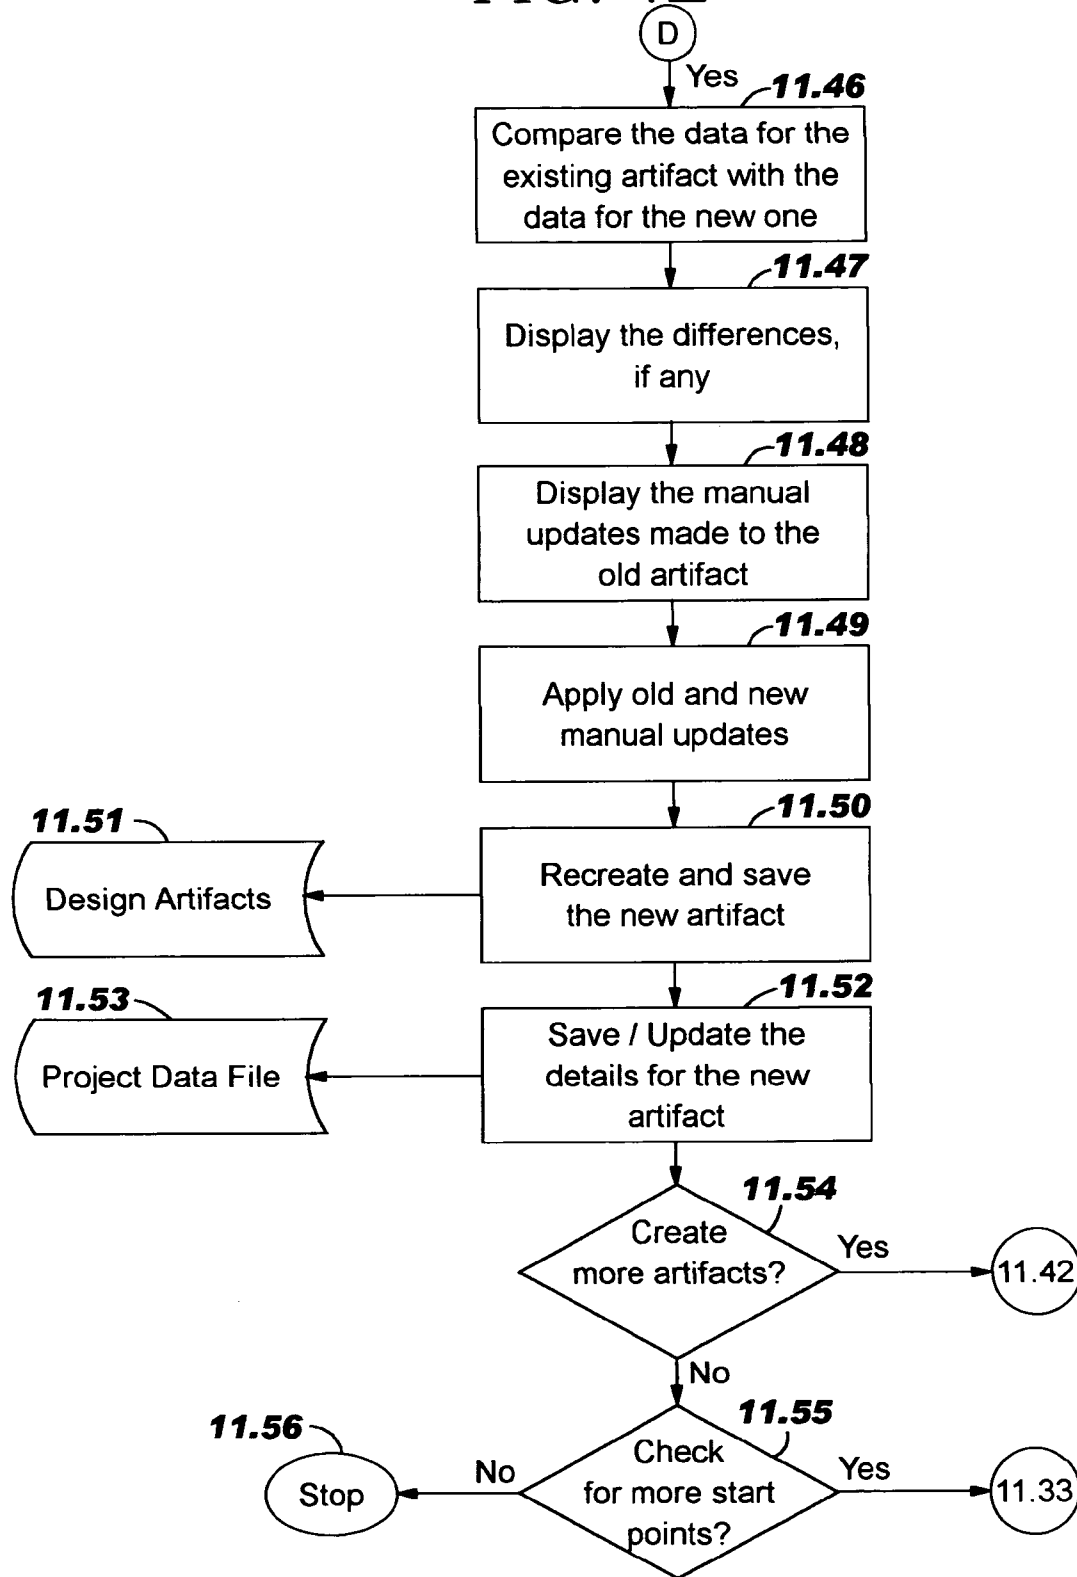 D
Yes
11.46
Compare the data for the
existing artifact with the
data for the new one
11.47
Display the differences,
if any
11.48
Display the manual
updates made to the
old artifact
11.49
Apply old and new
manual updates
11.50
Recreate and save
the new artifact
11.51
Design Artifacts
11.52
Save / Update the
details for the new
artifact
11.53
Project Data File
11.54
Create
more artifacts?
Yes
11.42
No
11.55
Check
for more start
points?
Yes
11.33
No
11.56
Stop